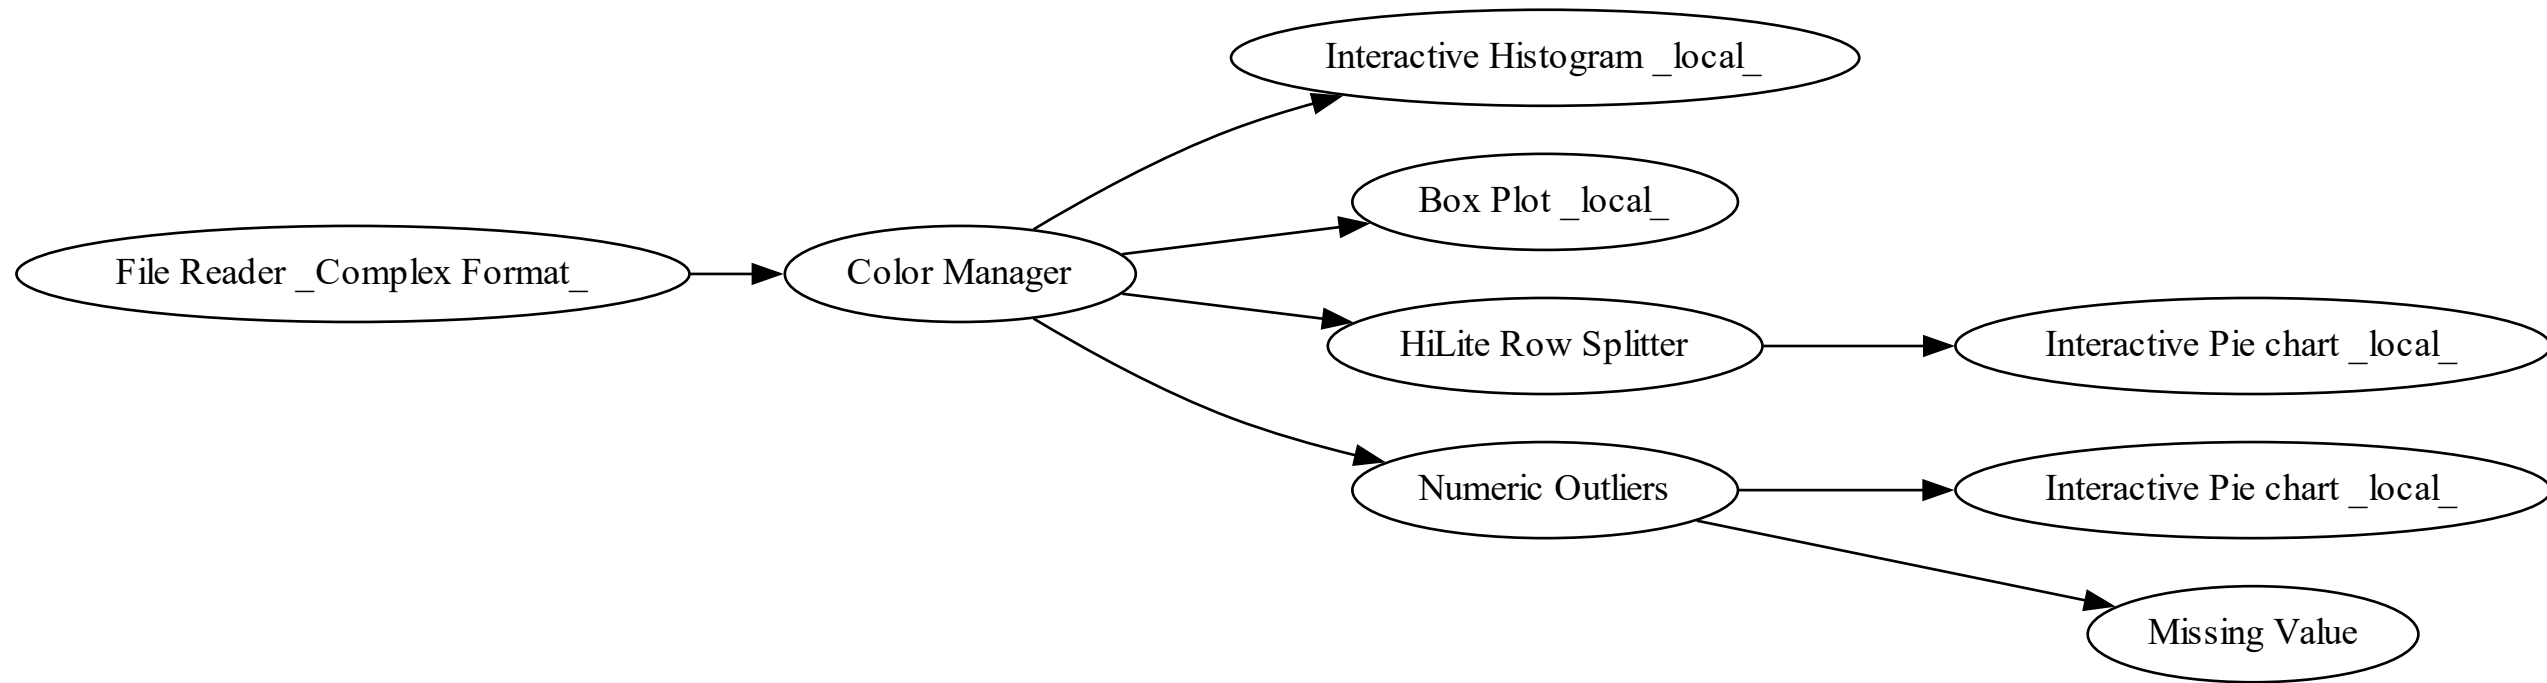 Interactive Histogram _local_
Box Plot _local_
File Reader _Complex Format_
Color Manager
HiLite Row Splitter
Interactive Pie chart _local_
Numeric Outliers
Interactive Pie chart _local_
Missing Value